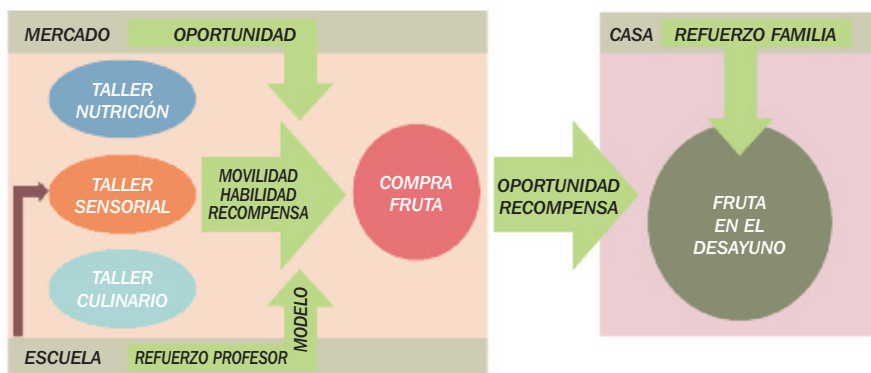 MERCADO
OPORTUNIDAD
CASA
REFUERZO FAMILIA
TALLER
NUTRICIÓN
TALLER
SENSORIAL
MOVILIDAD
HABILIDAD
RECOMPENSA
COMPRA
FRUTA
OPORTUNIDAD
RECOMPENSA
FRUTA
EN EL
DESAYUNO
TALLER
CULINARIO
MODELO
ESCUELA
REFUERZO PROFESOR